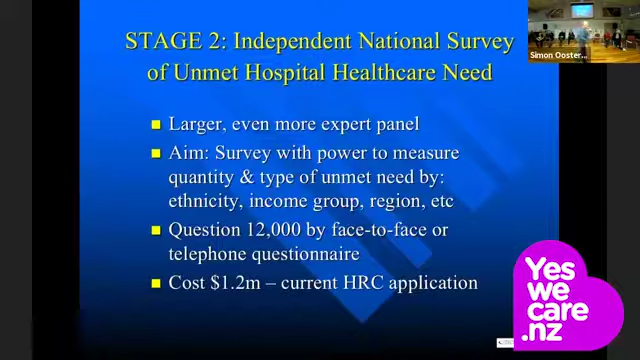 STAGE 2: Independent National Survey
of Unmet Hospital Healthcare Need
Simon Ooster...
Larger, even more expert panel
Aim: Survey with power to measure
quantity & type of unmet need by:
ethnicity, income group, region, etc
Question 12,000 by face-to-face or
telephone questionnaire
Cost $1.2m – current HRC application
Yes
we
care
.nz